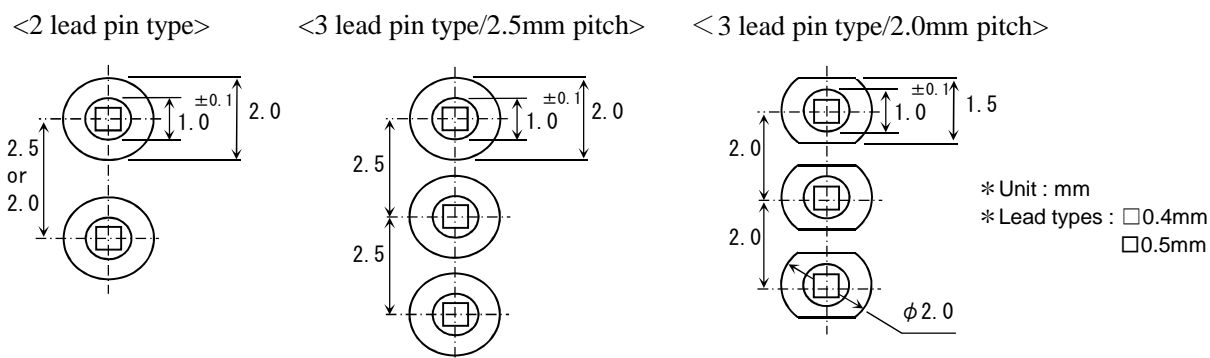 <2 lead pin type>
2.5
or
2.0
1.0 ±0.1
2.0
<3 lead pin type/2.5mm pitch>
2.5
2.5
1.0 ±0.1
2.0
＜3 lead pin type/2.0mm pitch>
2.0
2.0
1.0 ±0.1
1.5
φ2.0
＊Unit : mm
＊Lead types : □0.4mm
□0.5mm